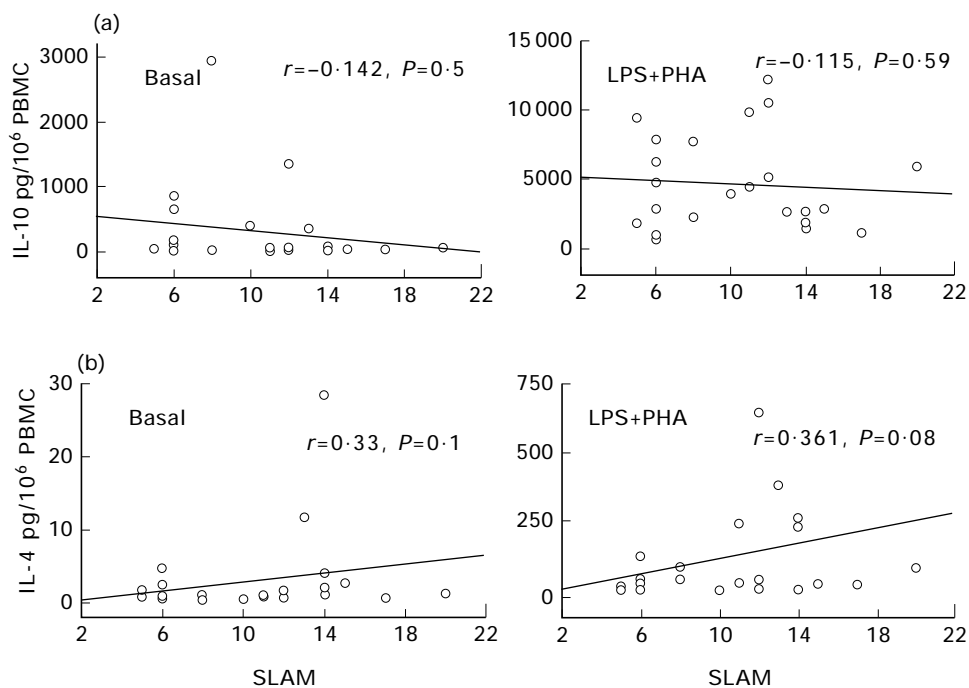 (a)
IL-10 pg/10⁶ PBMC
3000
2000
1000
0
Basal
r=−0·142, P=0·5
2 6 10 14 18 22
15 000
10 000
5000
0
LPS+PHA
r=−0·115, P=0·59
2 6 10 14 18 22
(b)
IL-4 pg/10⁶ PBMC
30
20
10
0
Basal
r=0·33, P=0·1
2 6 10 14 18 22
SLAM
750
500
250
0
LPS+PHA
r=0·361, P=0·08
2 6 10 14 18 22
SLAM